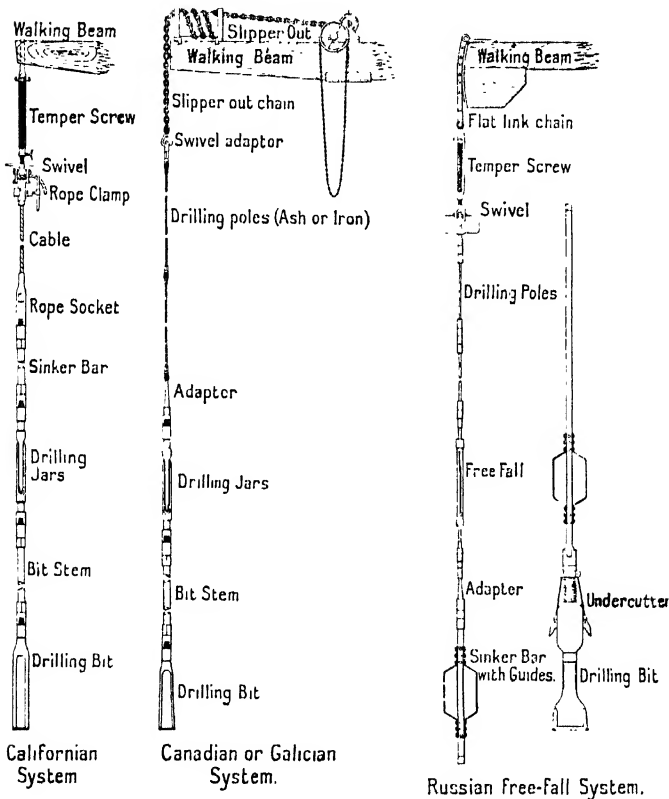 Walking Beam
Temper Screw
Swivel
Rope Clamp
Cable
Rope Socket
Sinker Bar
Drilling
Jars
Bit Stem
Drilling Bit
Californian
System
Slipper Out
Walking Beam
Slipper out chain
Swivel adaptor
Drilling poles (Ash or Iron)
Adapter
Drilling Jars
Bit Stem
Drilling Bit
Canadian or Galician
System.
Walking Beam
Flat link chain
Temper Screw
Swivel
Drilling Poles
Free Fall
Adapter
Sinker Bar
with Guides.
Undercutter
Drilling Bit
Russian Free-Fall System.